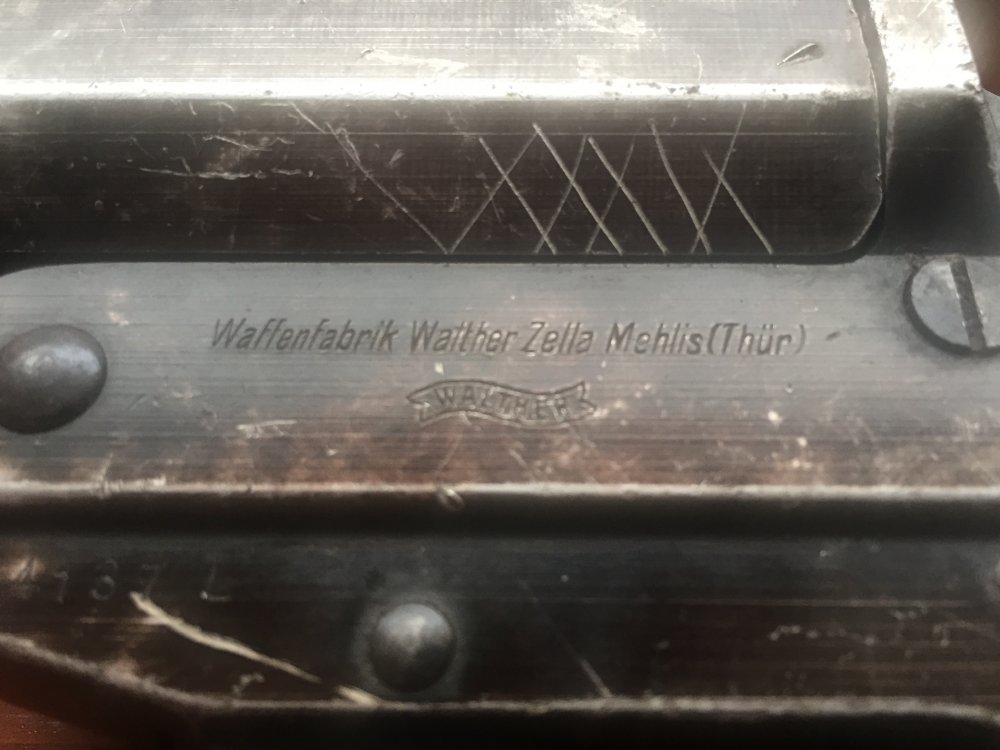 Waffenfabrik Walther Zella Mehlis (Thür)
WALTHER